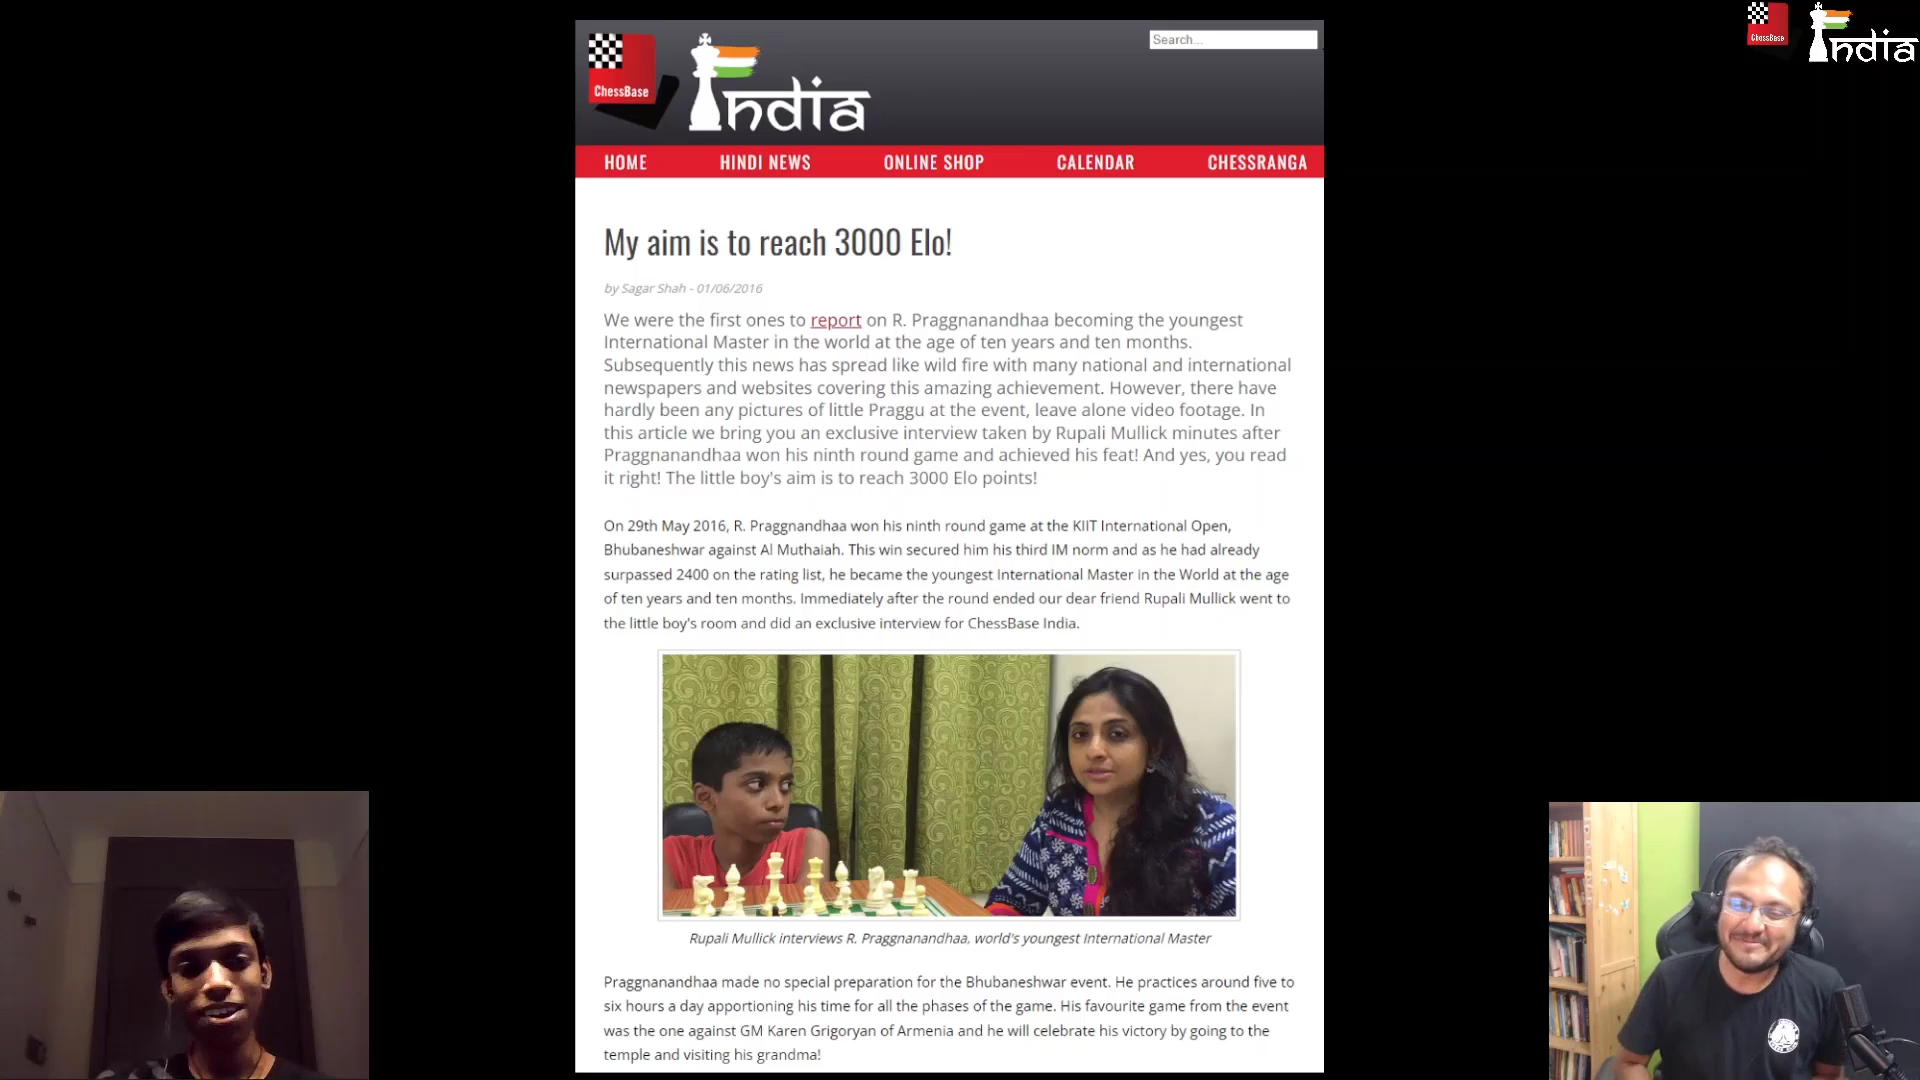 ChessBase
India
Search...
ChessBase
India
HOME HINDI NEWS ONLINE SHOP CALENDAR CHESSRANGA
My aim is to reach 3000 Elo!
by Sagar Shah - 01/06/2016
We were the first ones to report on R. Praggnanandhaa becoming the youngest
International Master in the world at the age of ten years and ten months.
Subsequently this news has spread like wild fire with many national and international
newspapers and websites covering this amazing achievement. However, there have
hardly been any pictures of little Praggu at the event, leave alone video footage. In
this article we bring you an exclusive interview taken by Rupali Mullick minutes after
Praggnanandhaa won his ninth round game and achieved his feat! And yes, you read
it right! The little boy's aim is to reach 3000 Elo points!
On 29th May 2016, R. Praggnandhaa won his ninth round game at the KIIT International Open,
Bhubaneshwar against Al Muthaiah. This win secured him his third IM norm and as he had already
surpassed 2400 on the rating list, he became the youngest International Master in the World at the age
of ten years and ten months. Immediately after the round ended our dear friend Rupali Mullick went to
the little boy's room and did an exclusive interview for ChessBase India.
Rupali Mullick interviews R. Praggnanandhaa, world's youngest International Master
Praggnanandhaa made no special preparation for the Bhubaneshwar event. He practices around five to
six hours a day apportioning his time for all the phases of the game. His favourite game from the event
was the one against GM Karen Grigoryan of Armenia and he will celebrate his victory by going to the
temple and visiting his grandma!